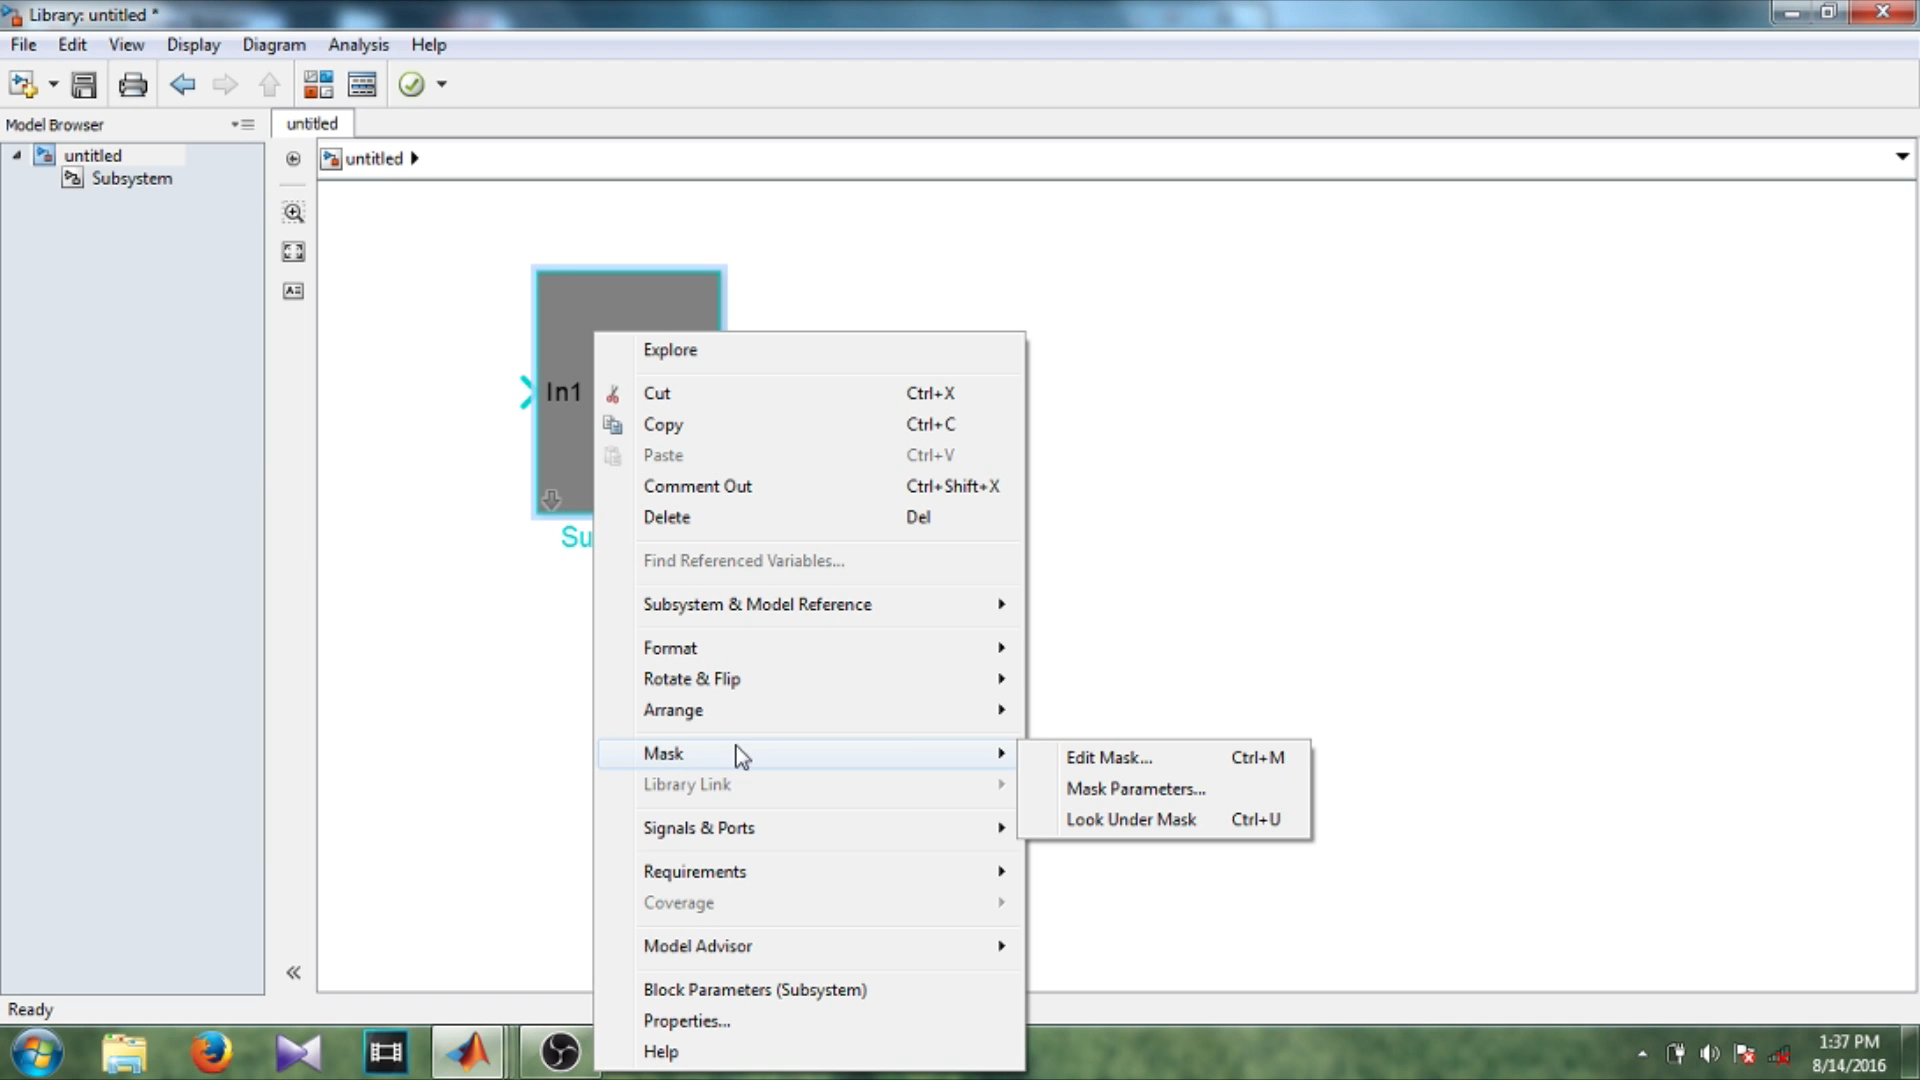 Library: untitled *
File Edit View Display Diagram Analysis Help
Model Browser
untitled
untitled
untitled
Subsystem
In1
Su
Explore
Cut Ctrl+X
Copy Ctrl+C
Paste Ctrl+V
Comment Out Ctrl+Shift+X
Delete Del
Find Referenced Variables...
Subsystem & Model Reference
Format
Rotate & Flip
Arrange
Mask
Library Link
Signals & Ports
Requirements
Coverage
Model Advisor
Block Parameters (Subsystem)
Properties...
Help
Edit Mask... Ctrl+M
Mask Parameters...
Look Under Mask Ctrl+U
Ready
1:37 PM
8/14/2016